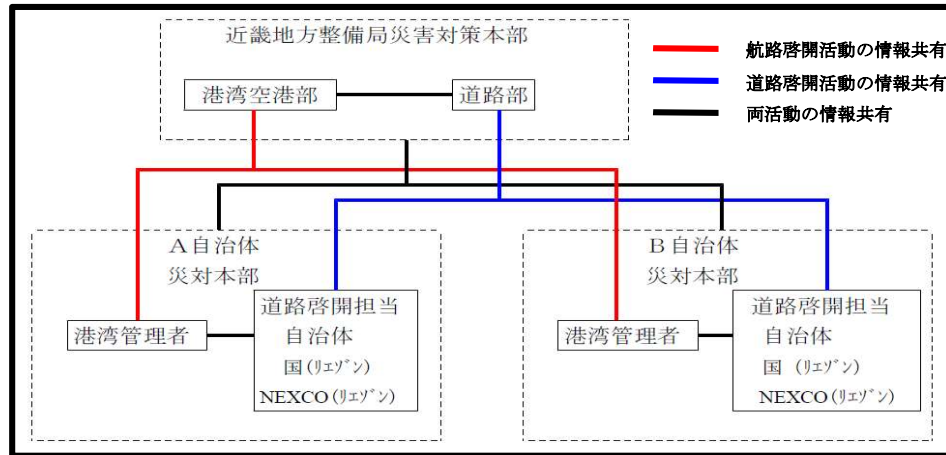 近畿地方整備局災害対策本部
港湾空港部
道路部
航路啓開活動の情報共有
道路啓開活動の情報共有
両活動の情報共有
A自治体
災対本部
港湾管理者
道路啓開担当
自治体
国(ﾘｴｿﾞﾝ)
NEXCO(ﾘｴｿﾞﾝ)
B自治体
災対本部
港湾管理者
道路啓開担当
自治体
国 (ﾘｴｿﾞﾝ)
NEXCO(ﾘｴｿﾞﾝ)